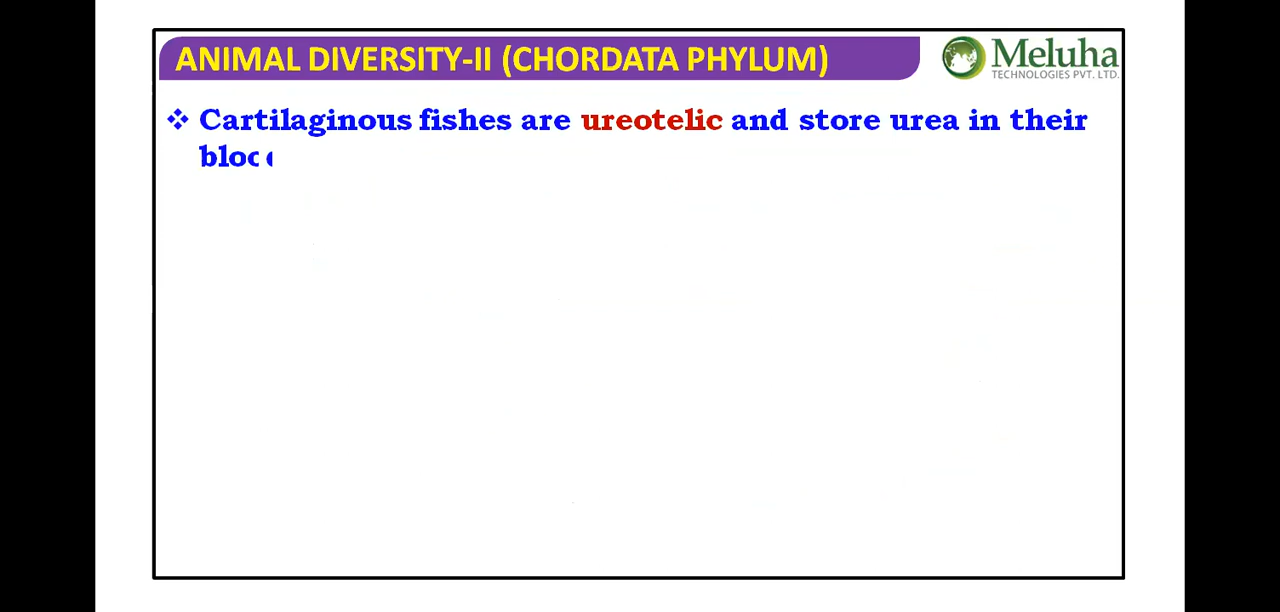 ANIMAL DIVERSITY-II (CHORDATA PHYLUM)
Meluha
TECHNOLOGIES PVT. LTD.
❖ Cartilaginous fishes are ureotelic and store urea in their